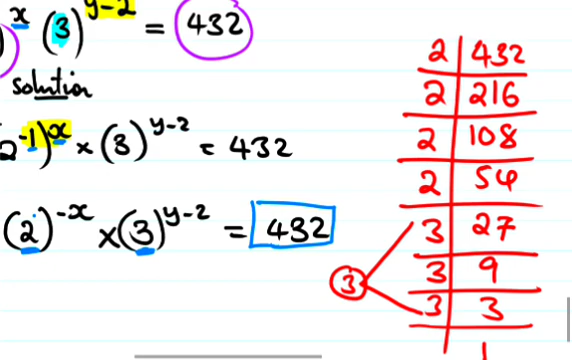 )^x (3)^y-2 = 432
solution
2^-1)^x × (3)^y-2 = 432
(2)^-x × (3)^y-2 = 432
2 | 432
2 | 216
2 | 108
2 | 54
3 | 27
3 | 9
3 | 3
| 1
3